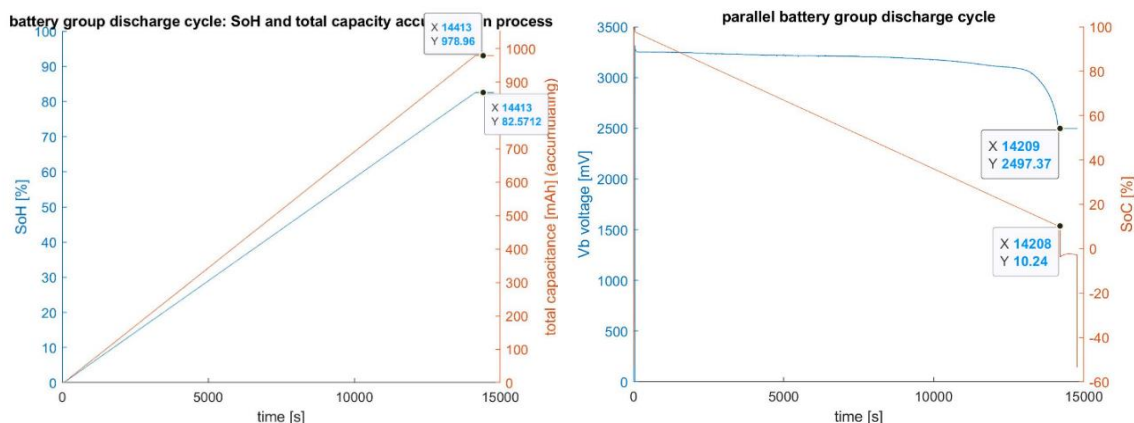 battery group discharge cycle: SoH and total capacity accu on process
100
90
80
70
60
50
40
30
20
10
0
SoH [%]
X 14413
Y 978.96
X 14413
Y 82.5712
1000
900
800
700
600
500
400
300
200
100
0
total capacitance [mAh] (accumulating)
0 5000 10000 15000
time [s]
parallel battery group discharge cycle
3500
3000
2500
2000
1500
1000
500
0
Vb voltage [mV]
X 14209
Y 2497.37
X 14208
Y 10.24
100
80
60
40
20
0
-20
-40
-60
SoC [%]
0 5000 10000 15000
time [s]